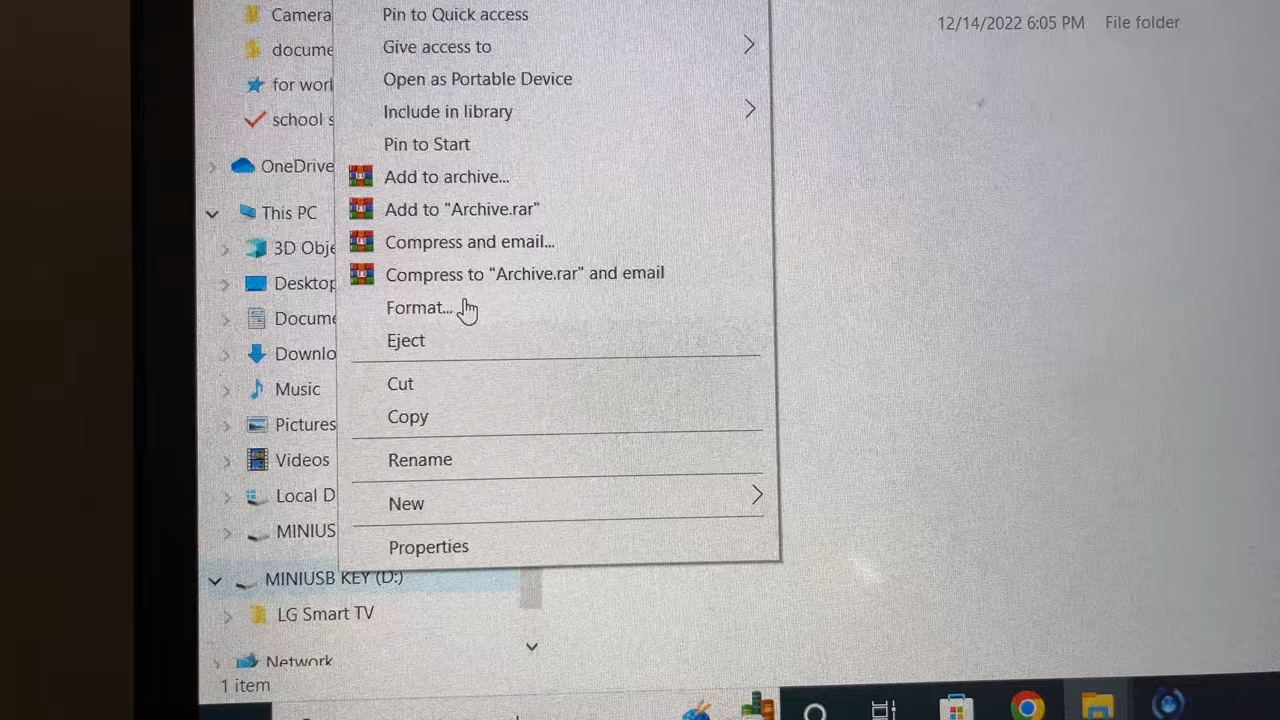 Camera
docume
for worl
school s
OneDrive
This PC
3D Obje
Desktop
Docume
Downlo
Music
Pictures
Videos
Local D
MINIUS
MINIUSB KEY (D:)
LG Smart TV
Network
1 item
Pin to Quick access
Give access to
Open as Portable Device
Include in library
Pin to Start
Add to archive...
Add to "Archive.rar"
Compress and email...
Compress to "Archive.rar" and email
Format...
Eject
Cut
Copy
Rename
New
Properties
12/14/2022 6:05 PM File folder